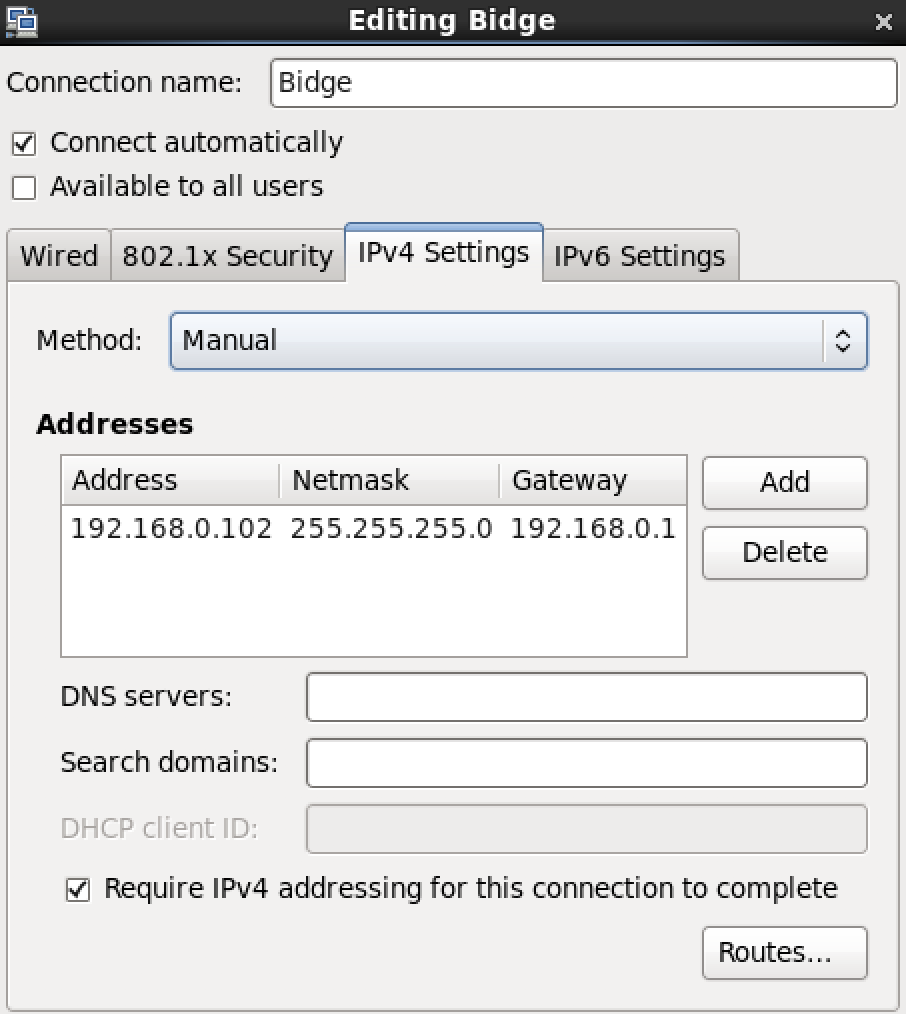 Editing Bidge
Connection name: Bidge
Connect automatically
Available to all users
Wired 802.1x Security IPv4 Settings IPv6 Settings
Method: Manual
Addresses
Address Netmask Gateway Add
192.168.0.102 255.255.255.0 192.168.0.1
Delete
DNS servers:
Search domains:
DHCP client ID:
Require IPv4 addressing for this connection to complete
Routes...